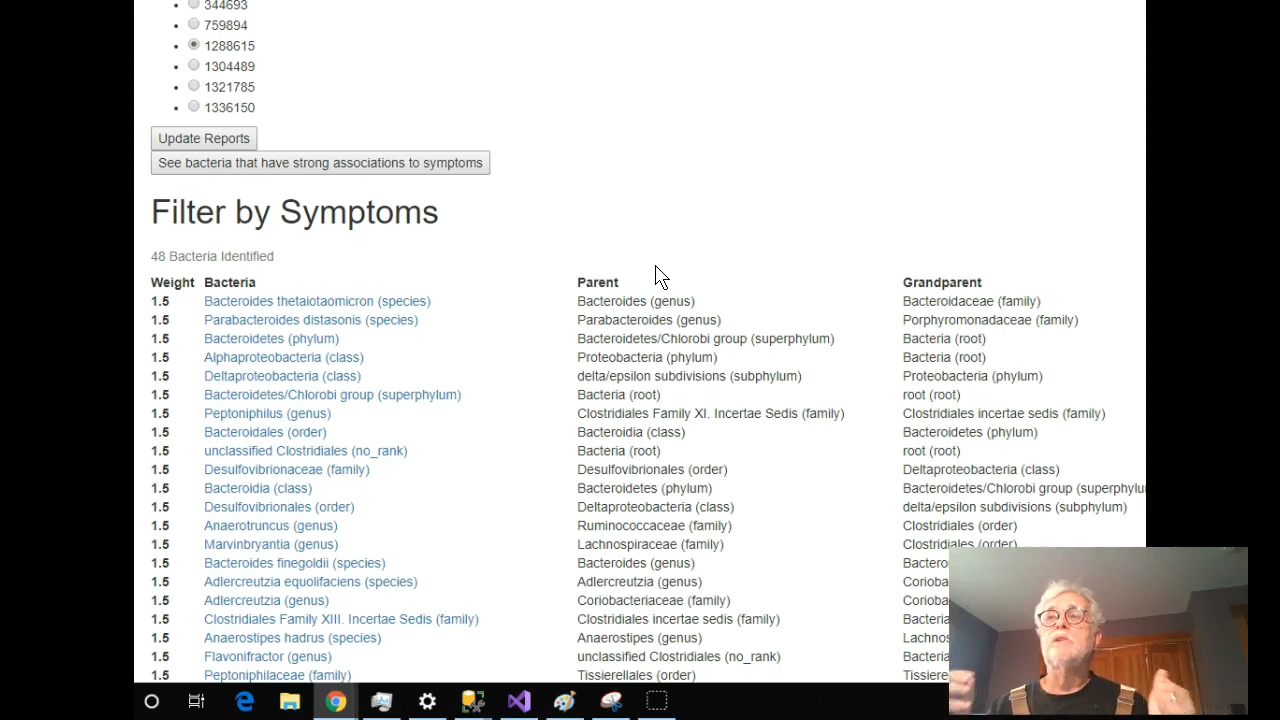 344693
759894
1288615
1304489
1321785
1336150
Update Reports
See bacteria that have strong associations to symptoms
Filter by Symptoms
48 Bacteria Identified
Weight Bacteria Parent Grandparent
1.5 Bacteroides thetaiotaomicron (species) Bacteroides (genus) Bacteroidaceae (family)
1.5 Parabacteroides distasonis (species) Parabacteroides (genus) Porphyromonadaceae (family)
1.5 Bacteroidetes (phylum) Bacteroidetes/Chlorobi group (superphylum) Bacteria (root)
1.5 Alphaproteobacteria (class) Proteobacteria (phylum) Bacteria (root)
1.5 Deltaproteobacteria (class) delta/epsilon subdivisions (subphylum) Proteobacteria (phylum)
1.5 Bacteroidetes/Chlorobi group (superphylum) Bacteria (root) root (root)
1.5 Peptoniphilus (genus) Clostridiales Family XI. Incertae Sedis (family) Clostridiales incertae sedis (family)
1.5 Bacteroidales (order) Bacteroidia (class) Bacteroidetes (phylum)
1.5 unclassified Clostridiales (no_rank) Bacteria (root) root (root)
1.5 Desulfovibrionaceae (family) Desulfovibrionales (order) Deltaproteobacteria (class)
1.5 Bacteroidia (class) Bacteroidetes (phylum) Bacteroidetes/Chlorobi group (superphylu
1.5 Desulfovibrionales (order) Deltaproteobacteria (class) delta/epsilon subdivisions (subphylum)
1.5 Anaerotruncus (genus) Ruminococcaceae (family) Clostridiales (order)
1.5 Marvinbryantia (genus) Lachnospiraceae (family) Clostridiales (order)
1.5 Bacteroides finegoldii (species) Bacteroides (genus) Bactero
1.5 Adlercreutzia equolifaciens (species) Adlercreutzia (genus) Corioba
1.5 Adlercreutzia (genus) Coriobacteriaceae (family) Corioba
1.5 Clostridiales Family XIII. Incertae Sedis (family) Clostridiales incertae sedis (family) Bacteria
1.5 Anaerostipes hadrus (species) Anaerostipes (genus) Lachnos
1.5 Flavonifractor (genus) unclassified Clostridiales (no_rank) Bacteria
1.5 Peptoniphilaceae (family) Tissierellales (order) Tissiere